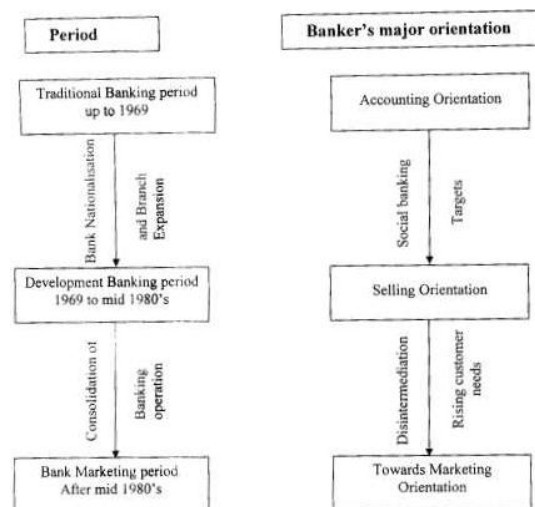 Period
Banker's major orientation
Traditional Banking period
up to 1969
Accounting Orientation
Bank Nationalisation
and Branch
Expansion
Social banking
Targets
Development Banking period
1969 to mid 1980's
Selling Orientation
Consolidation of
Banking
operation
Disintermediation
Rising customer
needs
Bank Marketing period
After mid 1980's
Towards Marketing
Orientation